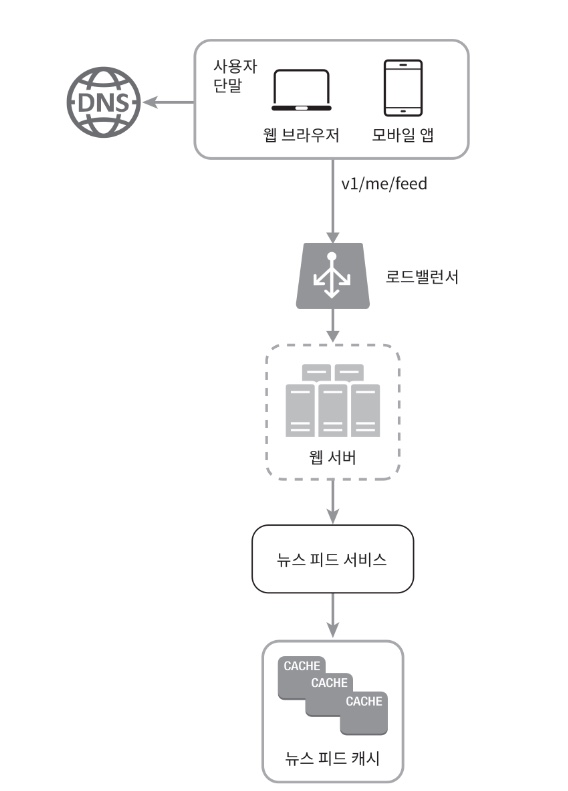 사용자
단말
DNS
웹 브라우저
모바일 앱
v1/me/feed
로드밸런서
웹 서버
뉴스 피드 서비스
CACHE
CACHE
CACHE
뉴스 피드 캐시